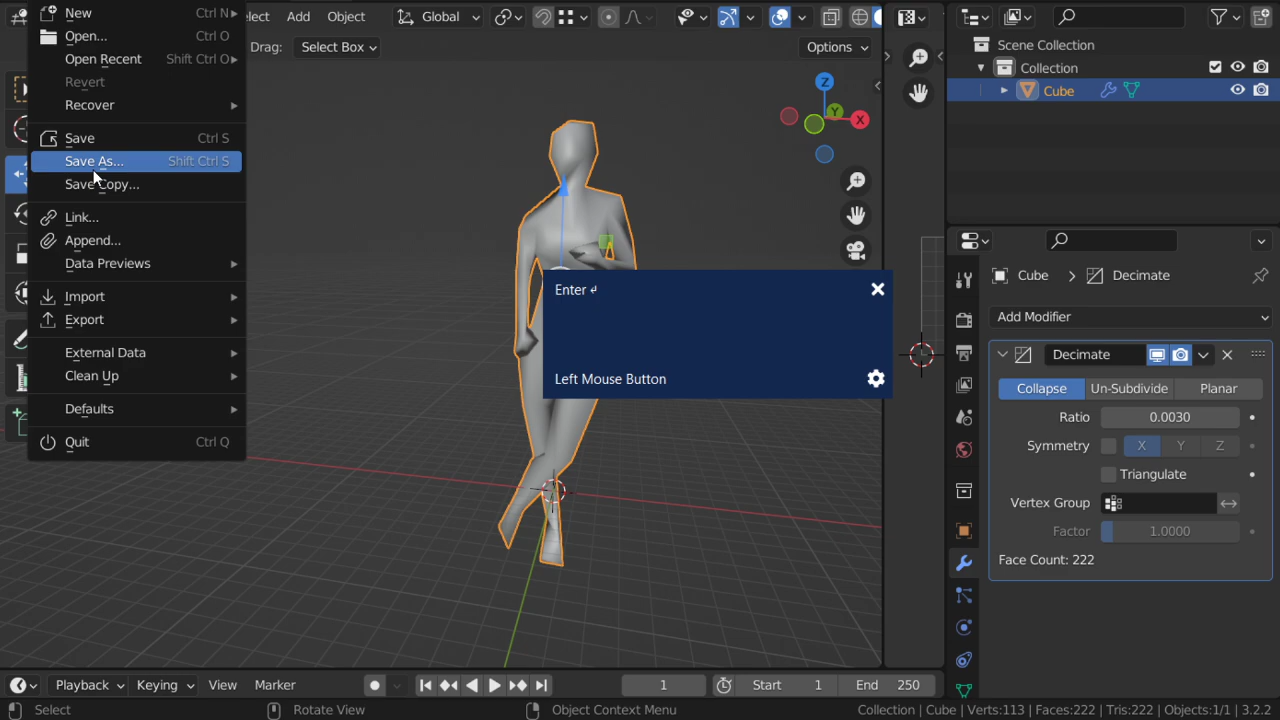 New Ctrl N
Open... Ctrl O
Open Recent Shift Ctrl O
Revert
Recover
Save Ctrl S
Save As... Shift Ctrl S
Save Copy...
Link...
Append...
Data Previews
Import
Export
External Data
Clean Up
Defaults
Quit Ctrl Q
Add Object Global
Drag: Select Box Options
Z
Y
X
Enter ↲
Left Mouse Button
Scene Collection
Collection
Cube
Cube > Decimate
Add Modifier
Decimate
Collapse Un-Subdivide Planar
Ratio 0.0030
Symmetry X Y Z
Triangulate
Vertex Group
Factor 1.0000
Face Count: 222
Playback Keying View Marker 1 Start 1 End 250
Select Rotate View Object Context Menu Collection | Cube | Verts:113 | Faces:222 | Tris:222 | Objects:1/1 | 3.2.2